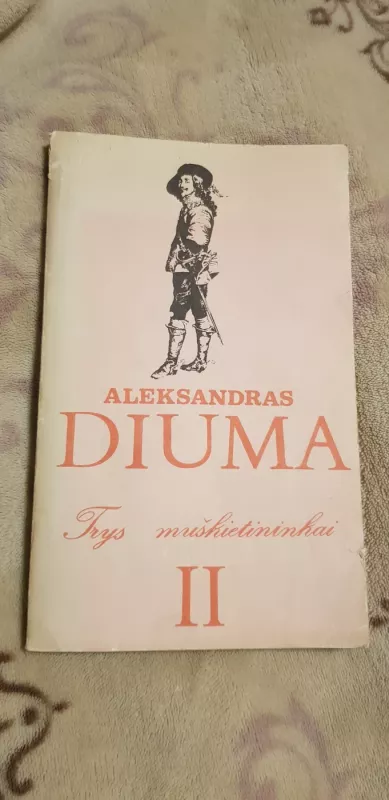 ALEKSANDRAS
DIUMA
Trys muškietininkai
II